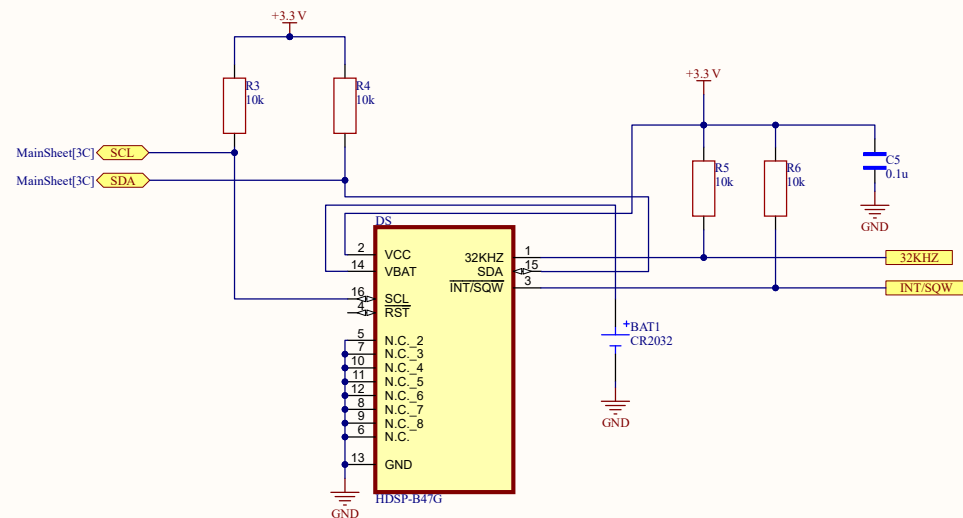 +3.3 V
R3
10k
R4
10k
MainSheet[3C] SCL
MainSheet[3C] SDA
+3.3 V
R5
10k
R6
10k
C5
0.1u
GND
DS
2 VCC
14 VBAT
16 SCL
4 RST
5 N.C._2
7 N.C._3
10 N.C._4
11 N.C._5
12 N.C._6
8 N.C._7
9 N.C._8
6 N.C.
13 GND
32KHZ 1
SDA 15
INT/SQW 3
HDSP-B47G
GND
+ BAT1
CR2032
GND
32KHZ
INT/SQW